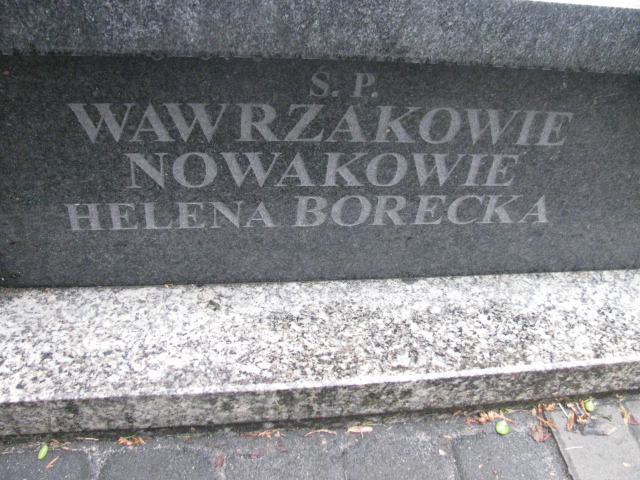 Ś. P.
WAWRZAKOWIE
NOWAKOWIE
HELENA BORECKA